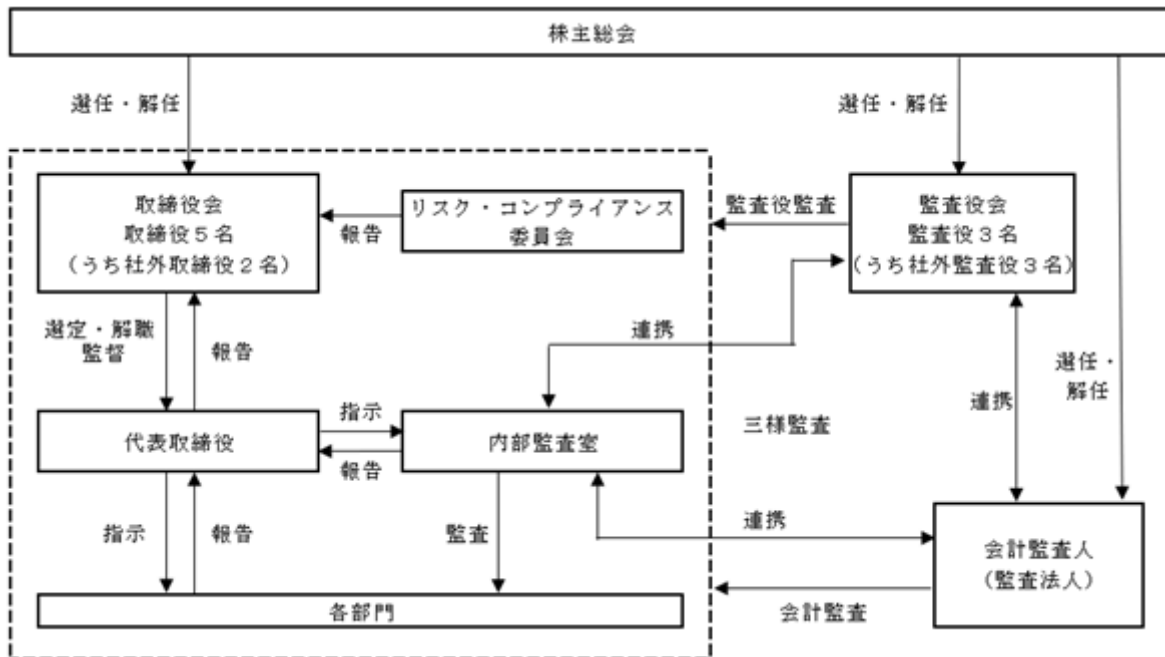 株主総会
選任・解任
選任・解任
取締役会
取締役5名
（うち社外取締役2名）
報告
リスク・コンプライアンス
委員会
監査役監査
監査役会
監査役3名
（うち社外監査役3名）
選定・解職
監督
報告
連携
選任・
解任
代表取締役
指示
報告
内部監査室
三様監査
連携
指示
報告
監査
連携
会計監査人
（監査法人）
各部門
会計監査